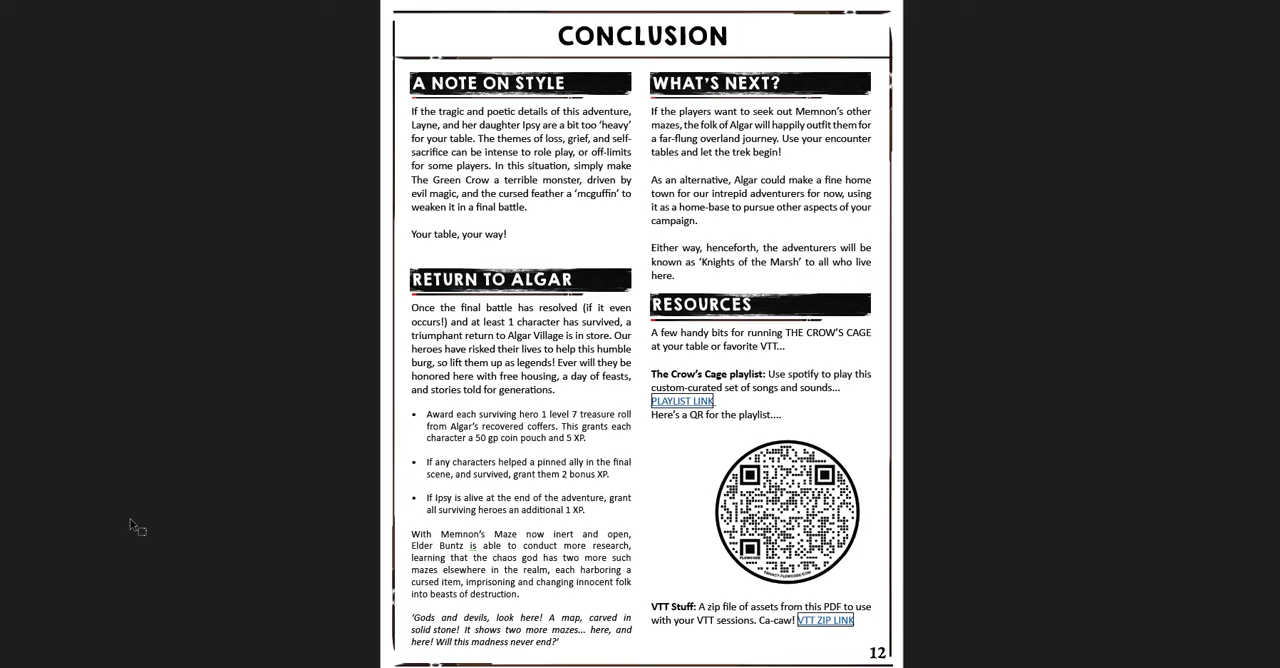 CONCLUSION
A NOTE ON STYLE
If the tragic and poetic details of this adventure,
Layne, and her daughter Ipsy are a bit too ‘heavy’
for your table. The themes of loss, grief, and self-
sacrifice can be intense to role play, or off-limits
for some players. In this situation, simply make
The Green Crow a terrible monster, driven by
evil magic, and the cursed feather a ‘mcguffin’ to
weaken it in a final battle.
Your table, your way!
RETURN TO ALGAR
Once the final battle has resolved (if it even
occurs!) and at least 1 character has survived, a
triumphant return to Algar Village is in store. Our
heroes have risked their lives to help this humble
burg, so lift them up as legends! Ever will they be
honored here with free housing, a day of feasts,
and stories told for generations.
• Award each surviving hero 1 level 7 treasure roll
from Algar’s recovered coffers. This grants each
character a 50 gp coin pouch and 5 XP.
• If any characters helped a pinned ally in the final
scene, and survived, grant them 2 bonus XP.
• If Ipsy is alive at the end of the adventure, grant
all surviving heroes an additional 1 XP.
With Memnon’s Maze now inert and open,
Elder Buntz is able to conduct more research,
learning that the chaos god has two more such
mazes elsewhere in the realm, each harboring a
cursed item, imprisoning and changing innocent folk
into beasts of destruction.
‘Gods and devils, look here! A map, carved in
solid stone! It shows two more mazes... here, and
here! Will this madness never end?’
WHAT’S NEXT?
If the players want to seek out Memnon’s other
mazes, the folk of Algar will happily outfit them for
a far-flung overland journey. Use your encounter
tables and let the trek begin!
As an alternative, Algar could make a fine home
town for our intrepid adventurers for now, using
it as a home-base to pursue other aspects of your
campaign.
Either way, henceforth, the adventurers will be
known as ‘Knights of the Marsh’ to all who live
here.
RESOURCES
A few handy bits for running THE CROW’S CAGE
at your table or favorite VTT...
The Crow’s Cage playlist: Use spotify to play this
custom-curated set of songs and sounds...
PLAYLIST LINK
Here’s a QR for the playlist....
FLOWCODE
PRIVACY.FLOWCODE.COM
VTT Stuff: A zip file of assets from this PDF to use
with your VTT sessions. Ca-caw! VTT ZIP LINK
12